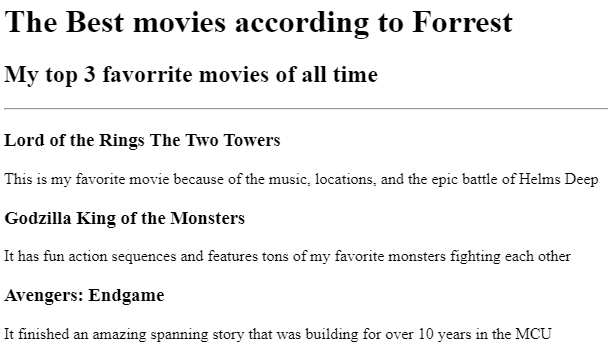 The Best movies according to Forrest
My top 3 favorrite movies of all time
Lord of the Rings The Two Towers
This is my favorite movie because of the music, locations, and the epic battle of Helms Deep
Godzilla King of the Monsters
It has fun action sequences and features tons of my favorite monsters fighting each other
Avengers: Endgame
It finished an amazing spanning story that was building for over 10 years in the MCU